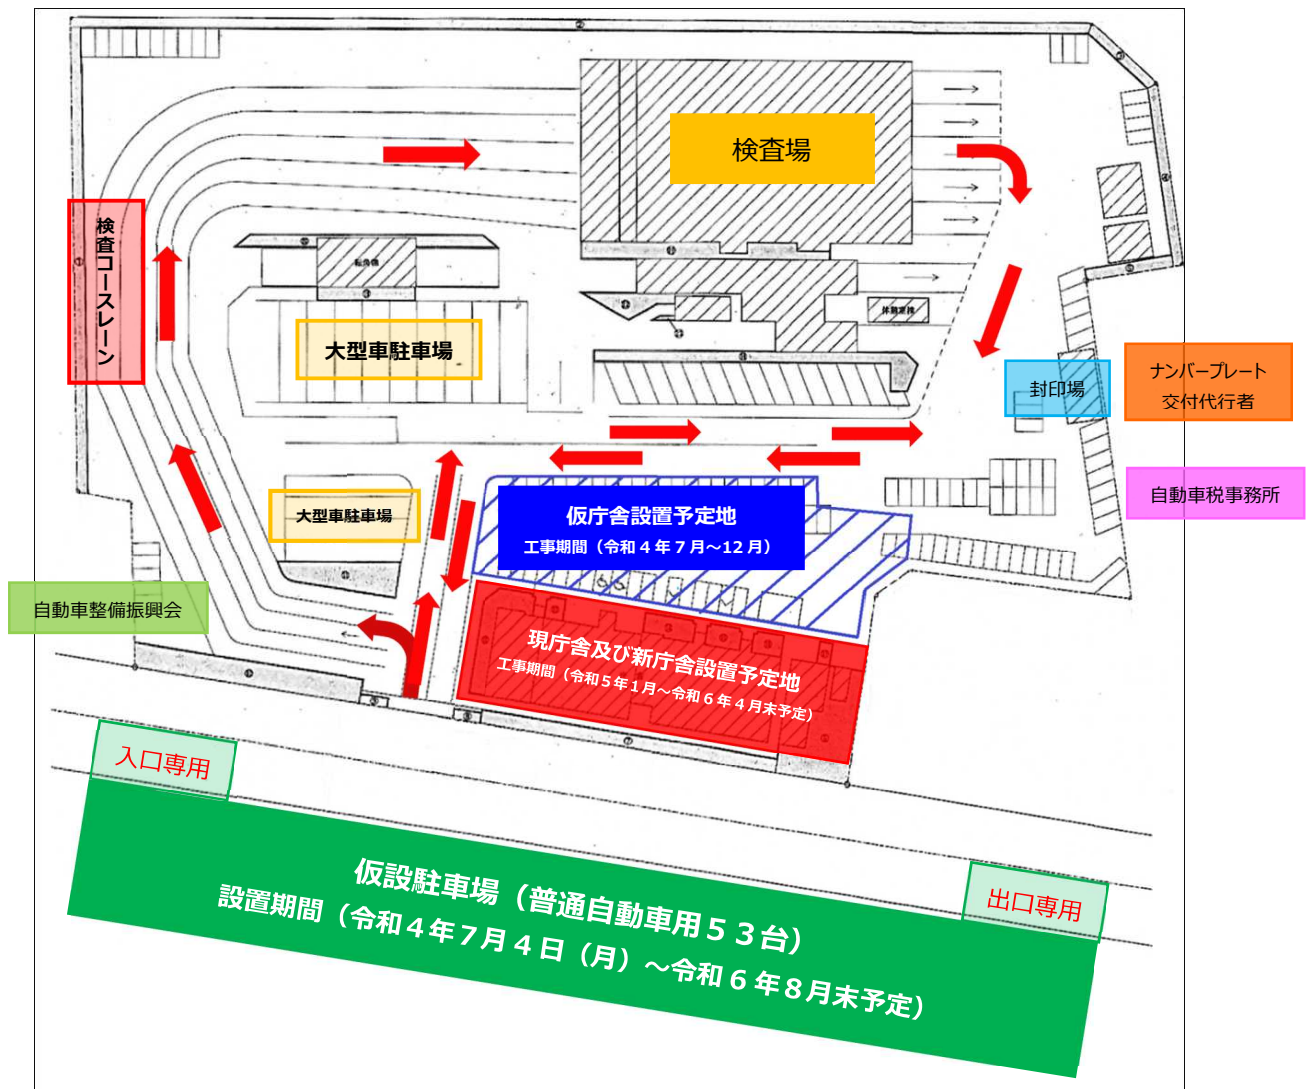 検査場
検査コースレーン
大型車駐車場
休憩室棟
封印場
ナンバープレート
交付代行者
自動車税事務所
大型車駐車場
仮庁舎設置予定地
工事期間（令和４年７月～12月）
自動車整備振興会
現庁舎及び新庁舎設置予定地
工事期間（令和５年１月～令和６年４月末予定）
入口専用
仮設駐車場（普通自動車用５３台）
設置期間（令和４年７月４日（月）～令和６年８月末予定）
出口専用